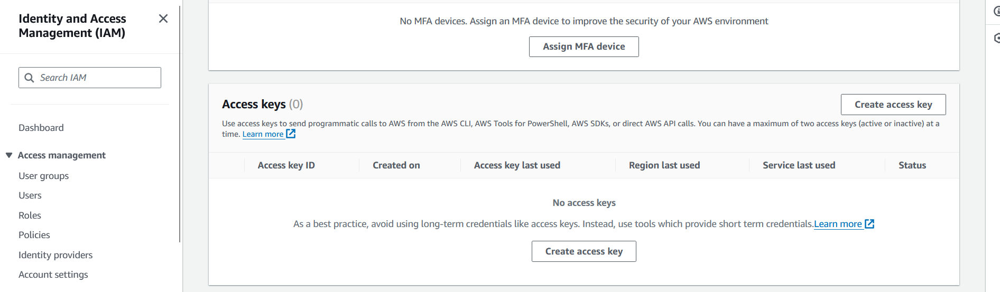 Identity and Access
Management (IAM)
Search IAM
Dashboard
Access management
User groups
Users
Roles
Policies
Identity providers
Account settings
No MFA devices. Assign an MFA device to improve the security of your AWS environment
Assign MFA device
Access keys (0)
Create access key
Use access keys to send programmatic calls to AWS from the AWS CLI, AWS Tools for PowerShell, AWS SDKs, or direct AWS API calls. You can have a maximum of two access keys (active or inactive) at a
time. Learn more
Access key ID Created on Access key last used Region last used Service last used Status
No access keys
As a best practice, avoid using long-term credentials like access keys. Instead, use tools which provide short term credentials.Learn more
Create access key